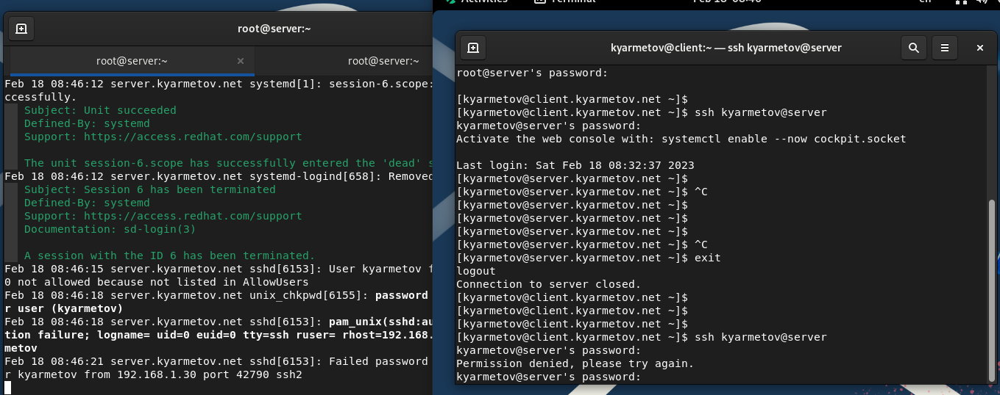 root@server:~
root@server:~
root@server:~
Feb 18 08:46:12 server.kyarmetov.net systemd[1]: session-6.scope:
ccessfully.
Subject: Unit succeeded
Defined-By: systemd
Support: https://access.redhat.com/support
The unit session-6.scope has successfully entered the 'dead' s
Feb 18 08:46:12 server.kyarmetov.net systemd-logind[658]: Removed
Subject: Session 6 has been terminated
Defined-By: systemd
Support: https://access.redhat.com/support
Documentation: sd-login(3)
A session with the ID 6 has been terminated.
Feb 18 08:46:15 server.kyarmetov.net sshd[6153]: User kyarmetov f
0 not allowed because not listed in AllowUsers
Feb 18 08:46:18 server.kyarmetov.net unix_chkpwd[6155]: password
r user (kyarmetov)
Feb 18 08:46:18 server.kyarmetov.net sshd[6153]: pam_unix(sshd:au
tion failure; logname= uid=0 euid=0 tty=ssh ruser= rhost=192.168.
metov
Feb 18 08:46:21 server.kyarmetov.net sshd[6153]: Failed password
r kyarmetov from 192.168.1.30 port 42790 ssh2
Activities
Terminal
Feb 18 08:46
en
kyarmetov@client:~ — ssh kyarmetov@server
root@server's password:
[kyarmetov@client.kyarmetov.net ~]$
[kyarmetov@client.kyarmetov.net ~]$ ssh kyarmetov@server
kyarmetov@server's password:
Activate the web console with: systemctl enable --now cockpit.socket
Last login: Sat Feb 18 08:32:37 2023
[kyarmetov@server.kyarmetov.net ~]$
[kyarmetov@server.kyarmetov.net ~]$ ^C
[kyarmetov@server.kyarmetov.net ~]$
[kyarmetov@server.kyarmetov.net ~]$
[kyarmetov@server.kyarmetov.net ~]$
[kyarmetov@server.kyarmetov.net ~]$ ^C
[kyarmetov@server.kyarmetov.net ~]$ exit
logout
Connection to server closed.
[kyarmetov@client.kyarmetov.net ~]$
[kyarmetov@client.kyarmetov.net ~]$
[kyarmetov@client.kyarmetov.net ~]$
[kyarmetov@client.kyarmetov.net ~]$ ssh kyarmetov@server
kyarmetov@server's password:
Permission denied, please try again.
kyarmetov@server's password: